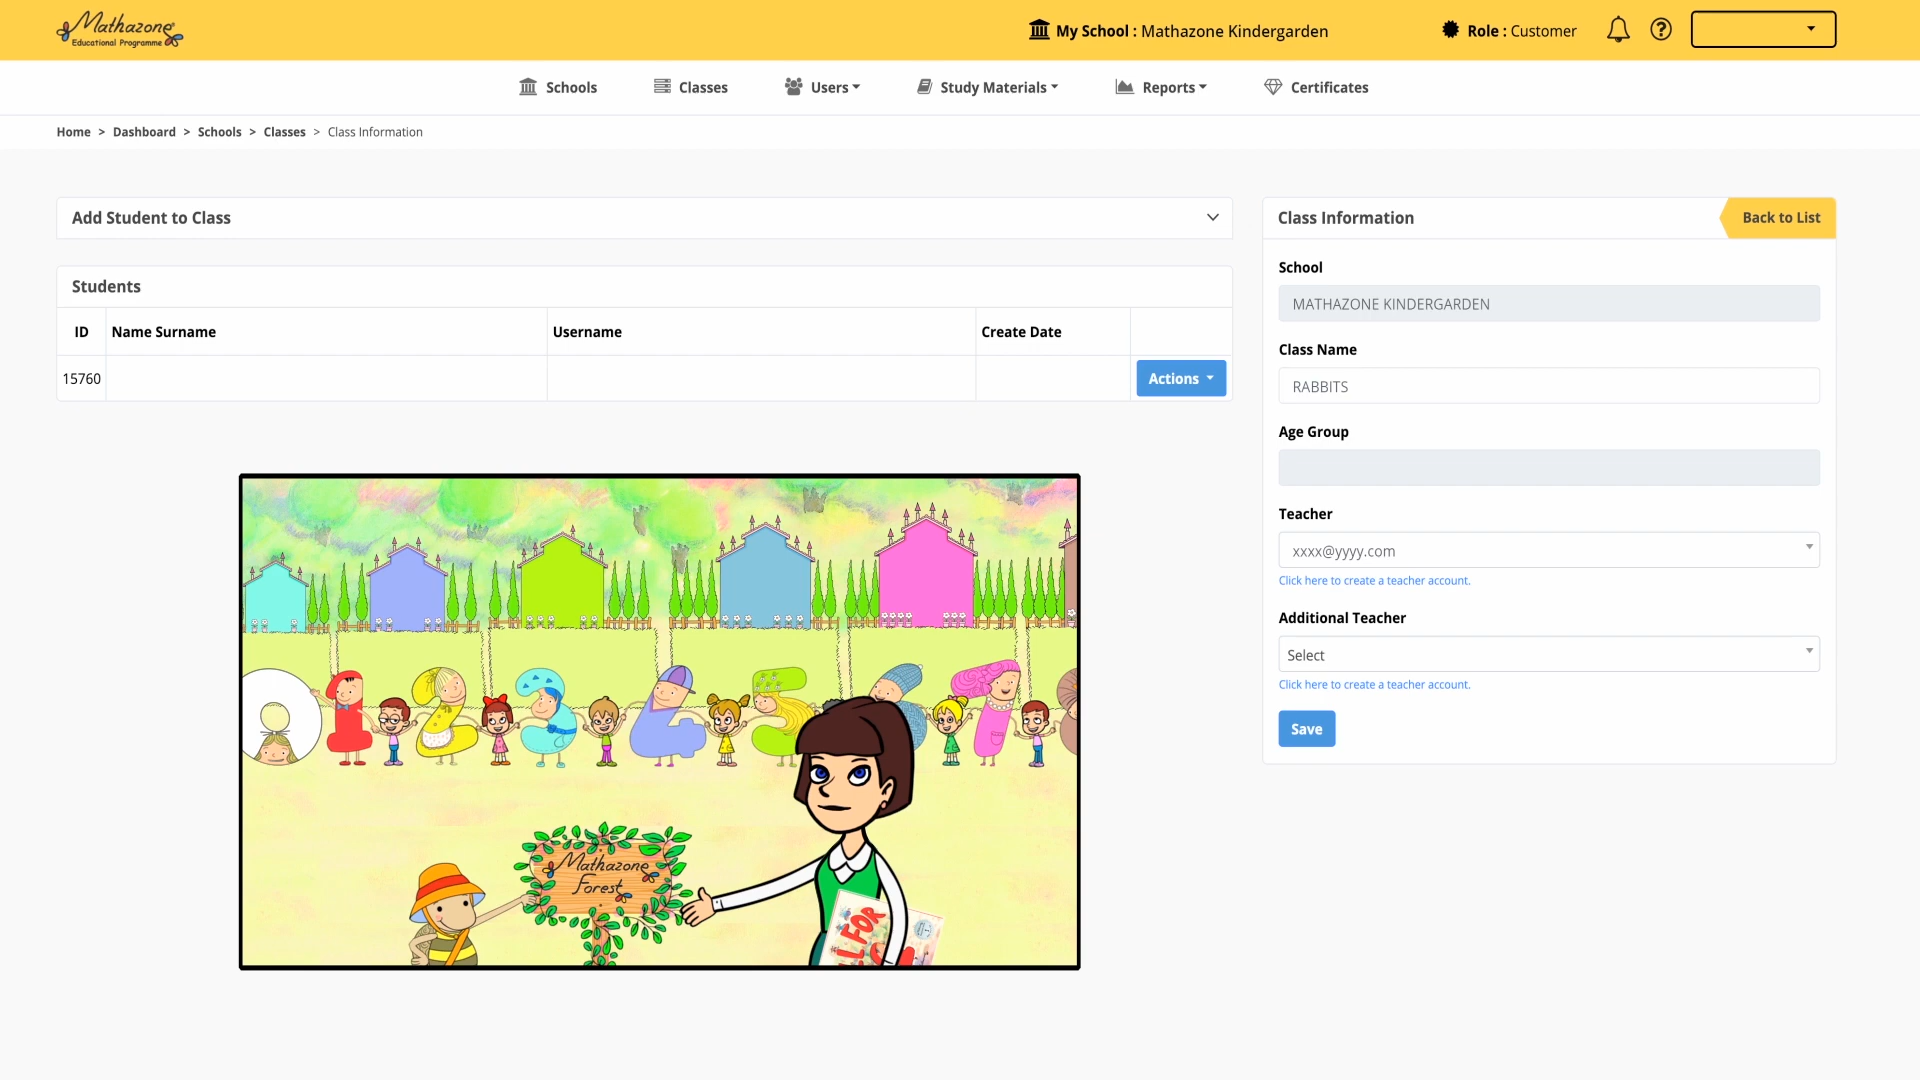 Mathazone
Educational Programme
My School : Mathazone Kindergarden
Role : Customer
Schools
Classes
Users
Study Materials
Reports
Certificates
Home > Dashboard > Schools > Classes > Class Information
Add Student to Class
Students
ID Name Surname Username Create Date
15760 Actions
Mathazone
Forest
FOR
Class Information
Back to List
School
MATHAZONE KINDERGARDEN
Class Name
RABBITS
Age Group
Teacher
xxxx@yyyy.com
Click here to create a teacher account.
Additional Teacher
Select
Click here to create a teacher account.
Save